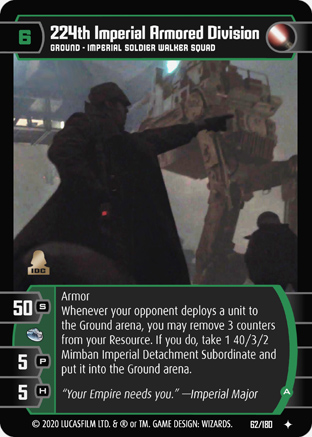 6
224th Imperial Armored Division
GROUND - IMPERIAL SOLDIER WALKER SQUAD
IDC
50 S
5 P
5 H
Armor
Whenever your opponent deploys a unit to
the Ground arena, you may remove 3 counters
from your Resource. If you do, take 1 40/3/2
Mimban Imperial Detachment Subordinate and
put it into the Ground arena.
"Your Empire needs you." —Imperial Major
A
© 2020 LUCASFILM LTD. & ® or TM. GAME DESIGN: WIZARDS.
62/180